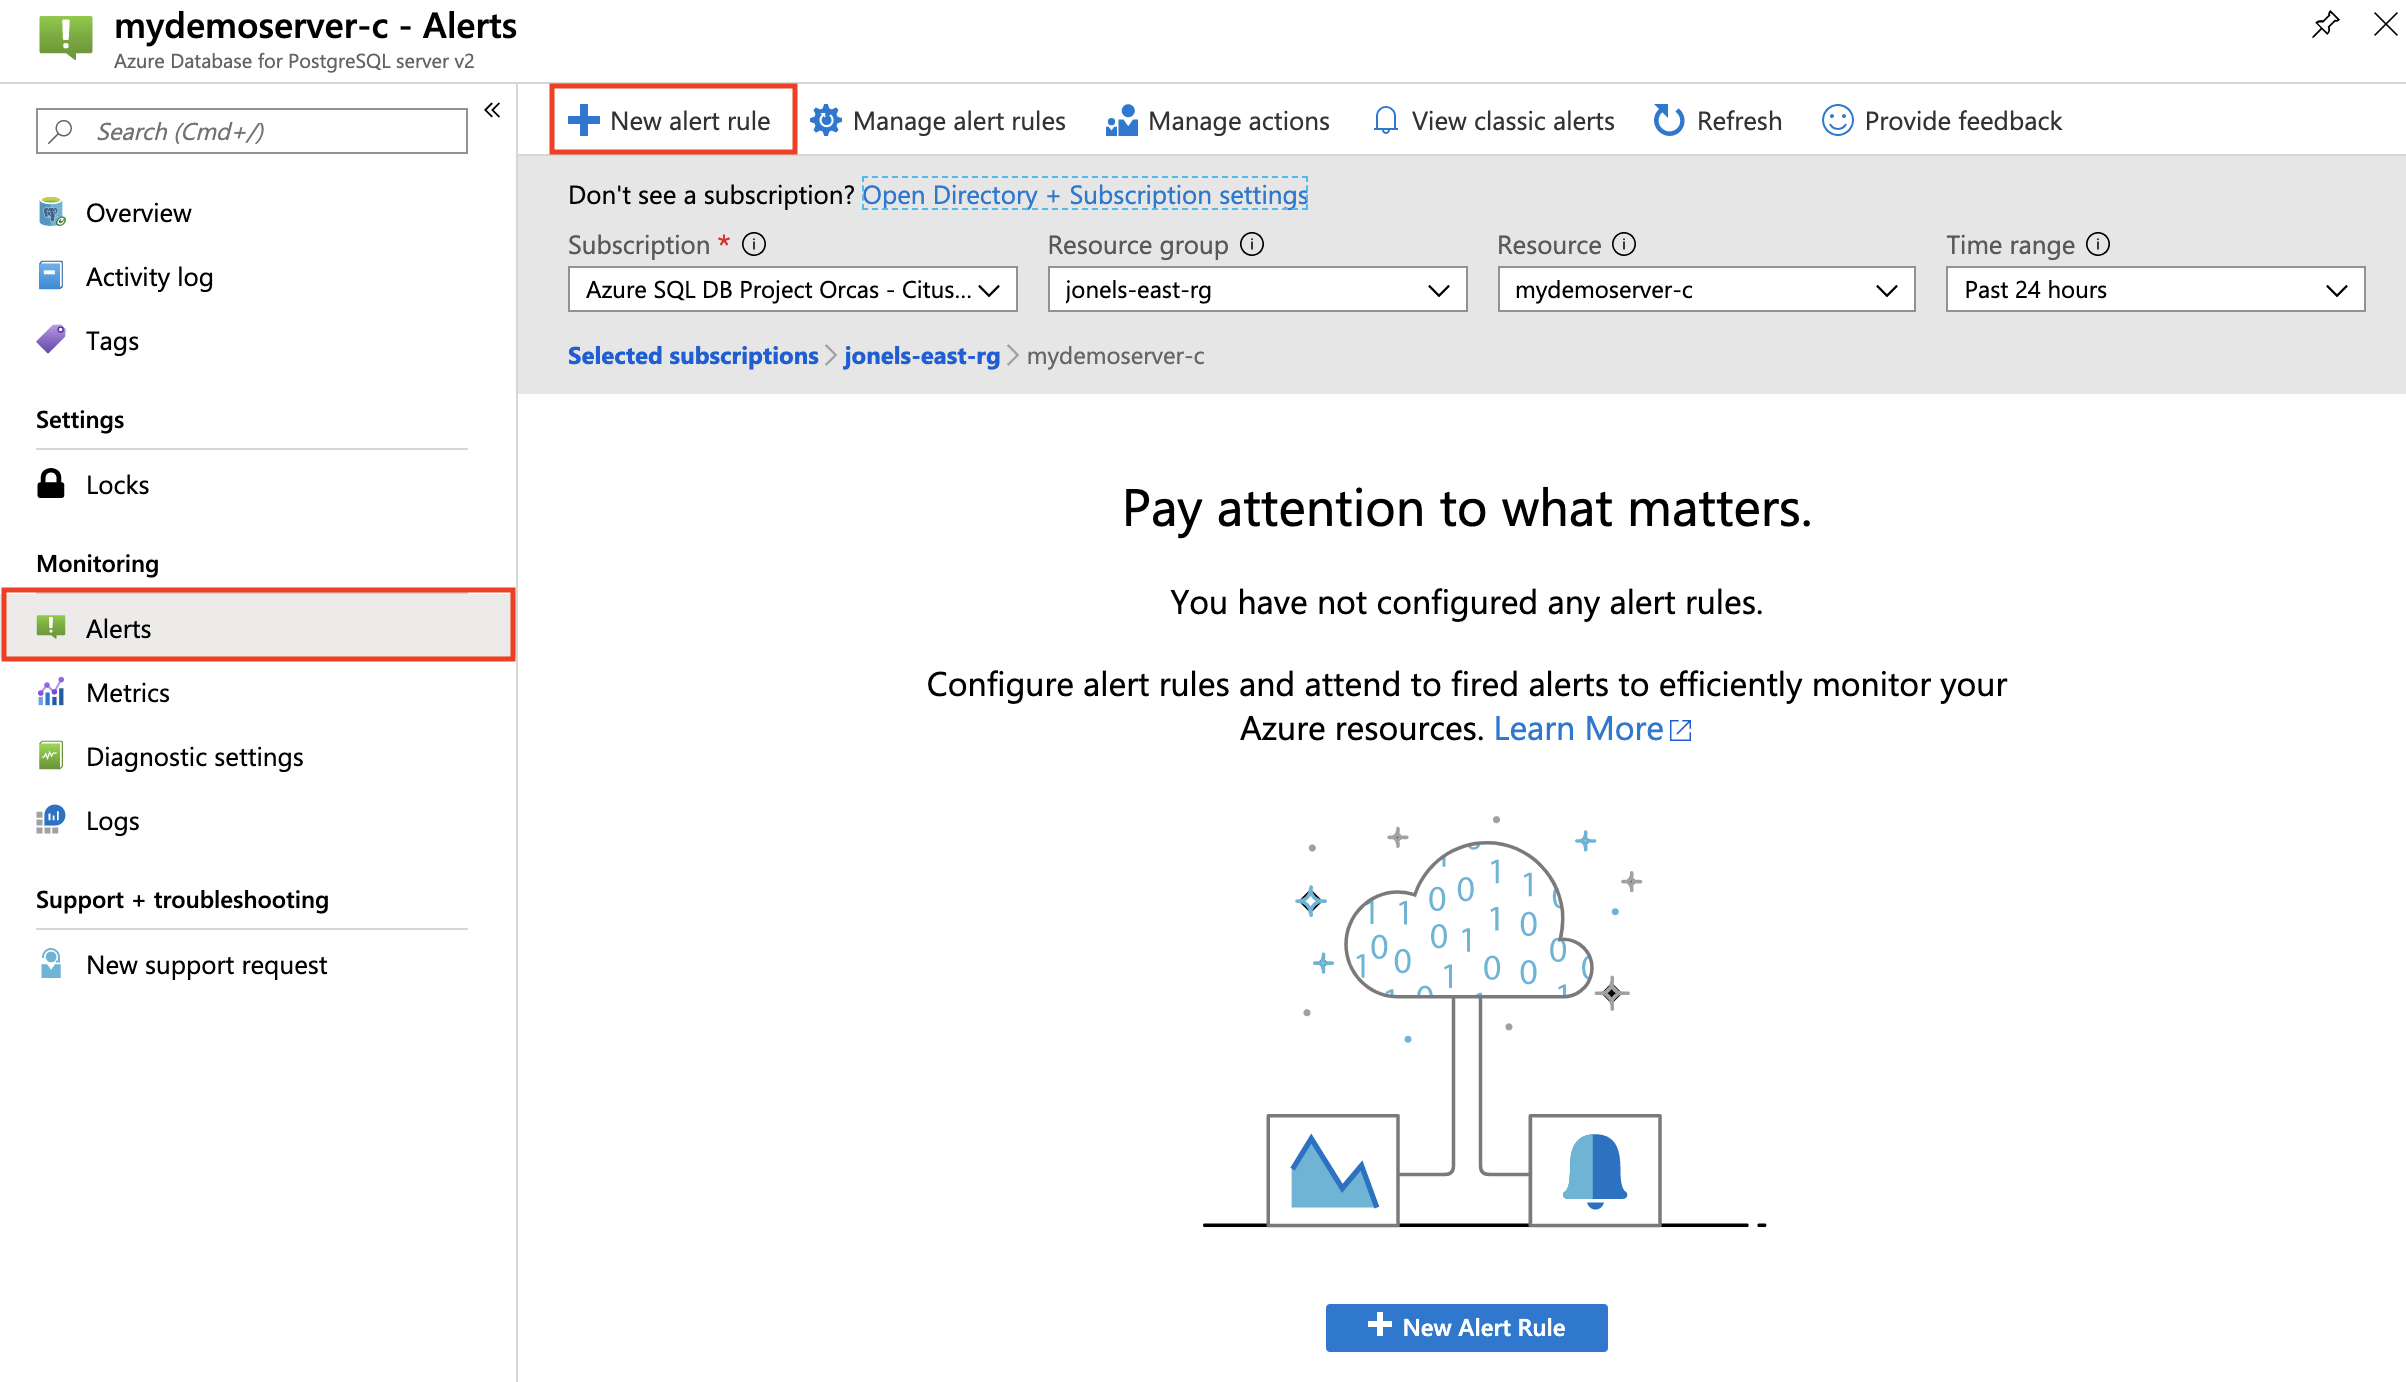 mydemoserver-c - Alerts
Azure Database for PostgreSQL server v2
Search (Cmd+/)
Overview
Activity log
Tags
Settings
Locks
Monitoring
Alerts
Metrics
Diagnostic settings
Logs
Support + troubleshooting
New support request
New alert rule
Manage alert rules
Manage actions
View classic alerts
Refresh
Provide feedback
Don't see a subscription? Open Directory + Subscription settings
Subscription *
Resource group
Resource
Time range
Azure SQL DB Project Orcas - Citus...
jonels-east-rg
mydemoserver-c
Past 24 hours
Selected subscriptions > jonels-east-rg > mydemoserver-c
Pay attention to what matters.
You have not configured any alert rules.
Configure alert rules and attend to fired alerts to efficiently monitor your
Azure resources. Learn More
New Alert Rule